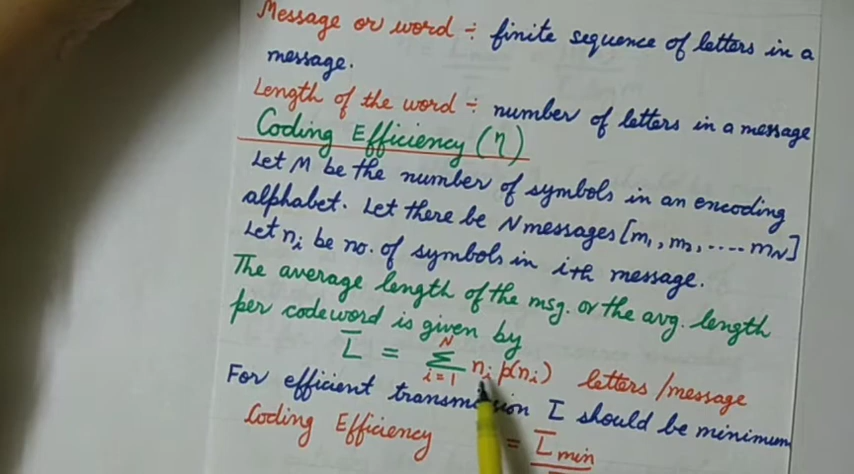 Message or word ÷ finite sequence of letters in a
message.
Length of the word ÷ number of letters in a message
Coding Efficiency (η)
Let M be the number of symbols in an encoding
alphabet. Let there be N messages [m₁, m₂, .... m_N]
Let nᵢ be no. of symbols in ith message.
The average length of the msg. or the avg. length
per codeword is given by
L̅ = Σ_{i=1}^{N} nᵢ p(nᵢ) letters/message
For efficient transmission L̅ should be minimum
Coding Efficiency = L̅ min